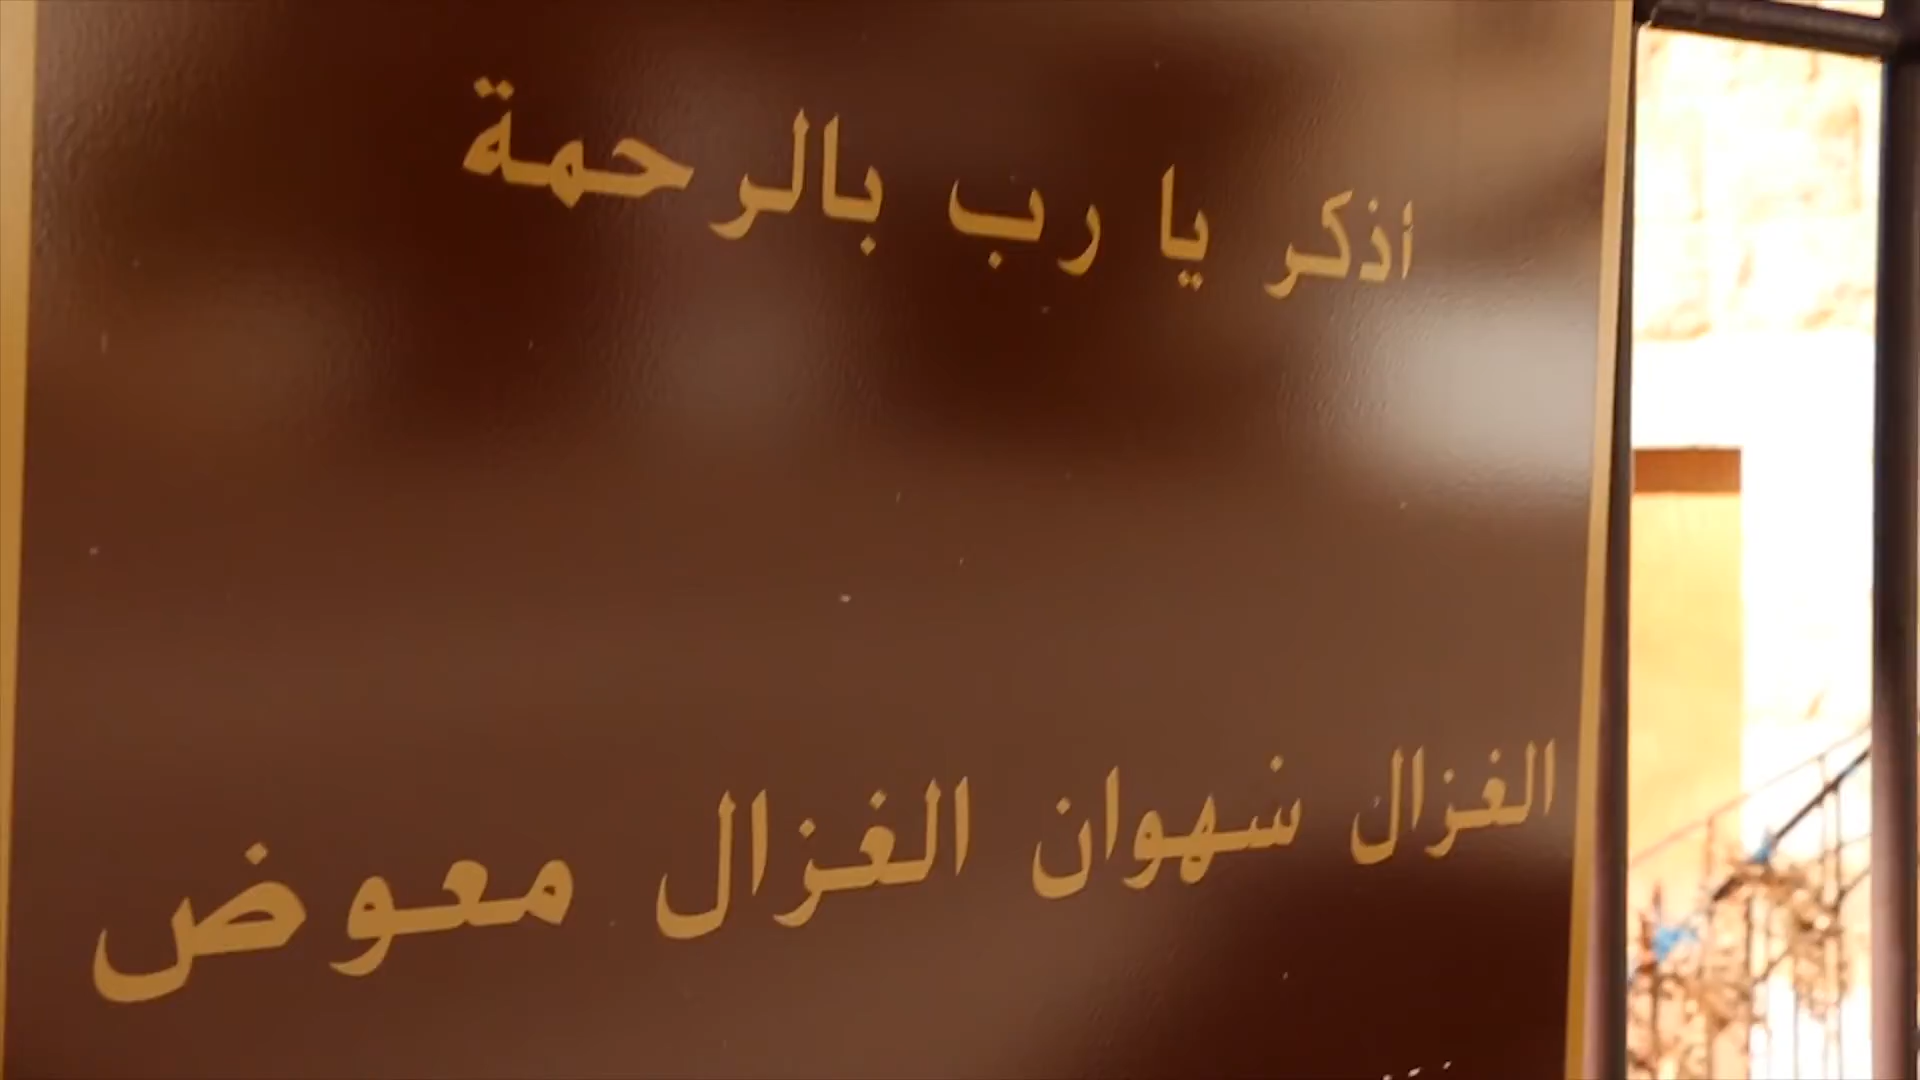 أذكر يا رب بالرحمة
الغزال شهوان الغزال معوض